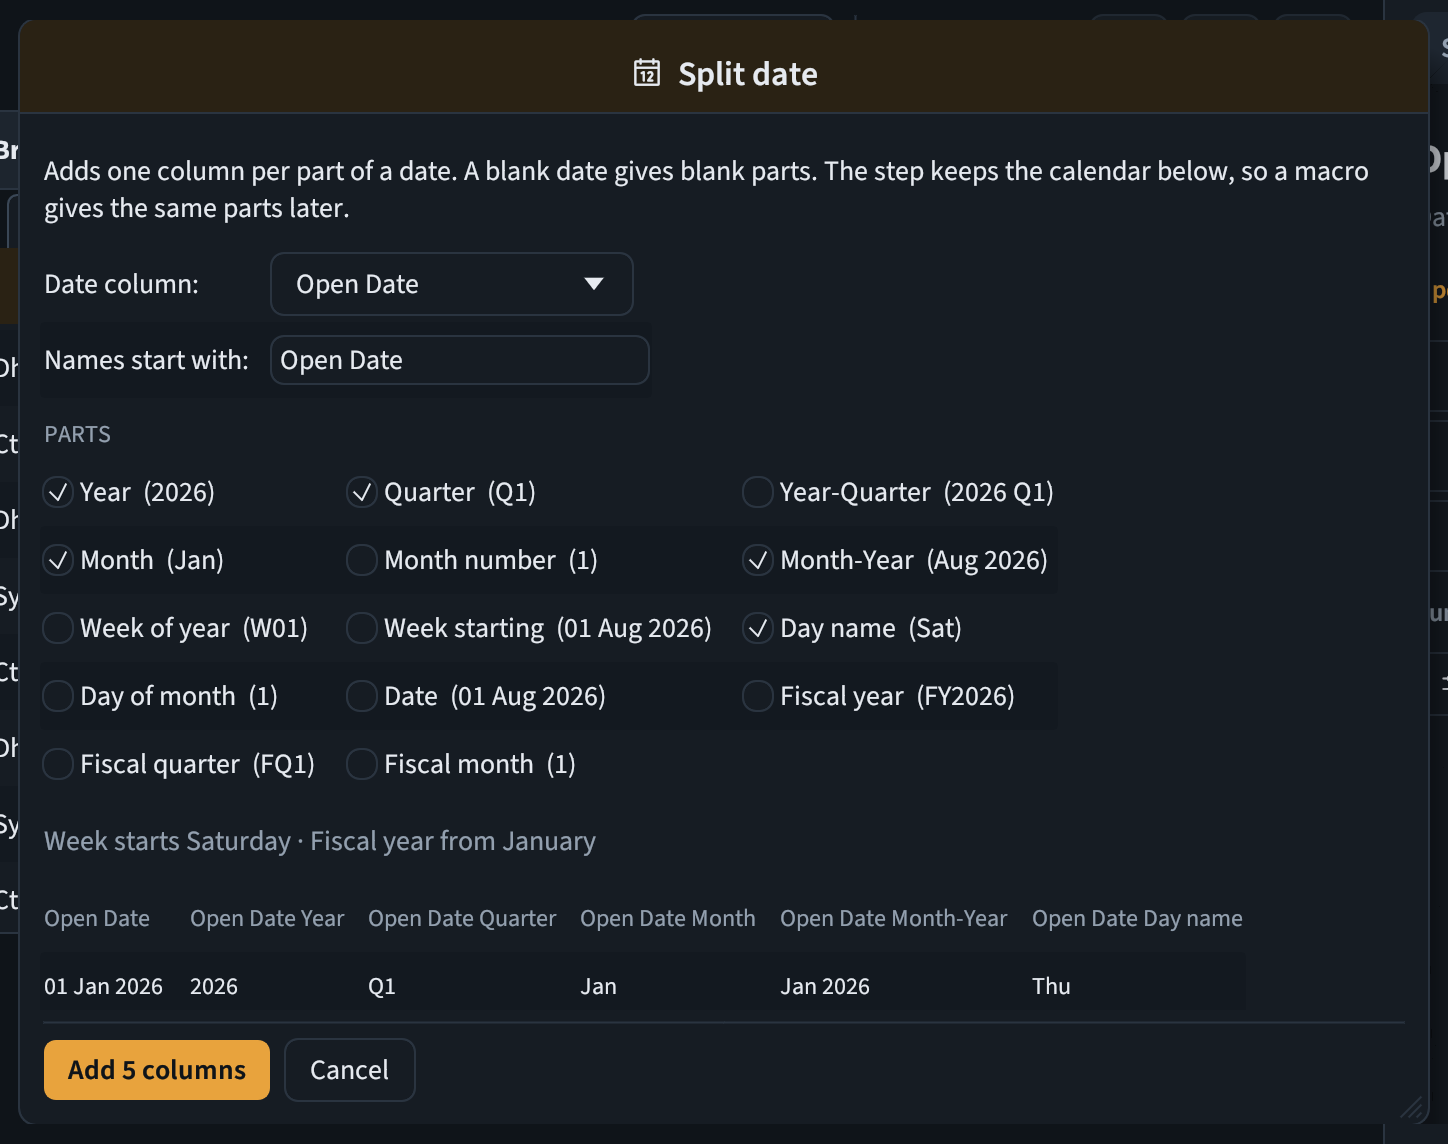 12 Split date
Adds one column per part of a date. A blank date gives blank parts. The step keeps the calendar below, so a macro
gives the same parts later.
Date column: Open Date
Names start with: Open Date
PARTS
Year (2026) Quarter (Q1) Year-Quarter (2026 Q1)
Month (Jan) Month number (1) Month-Year (Aug 2026)
Week of year (W01) Week starting (01 Aug 2026) Day name (Sat)
Day of month (1) Date (01 Aug 2026) Fiscal year (FY2026)
Fiscal quarter (FQ1) Fiscal month (1)
Week starts Saturday · Fiscal year from January
Open Date Open Date Year Open Date Quarter Open Date Month Open Date Month-Year Open Date Day name
01 Jan 2026 2026 Q1 Jan Jan 2026 Thu
Add 5 columns Cancel